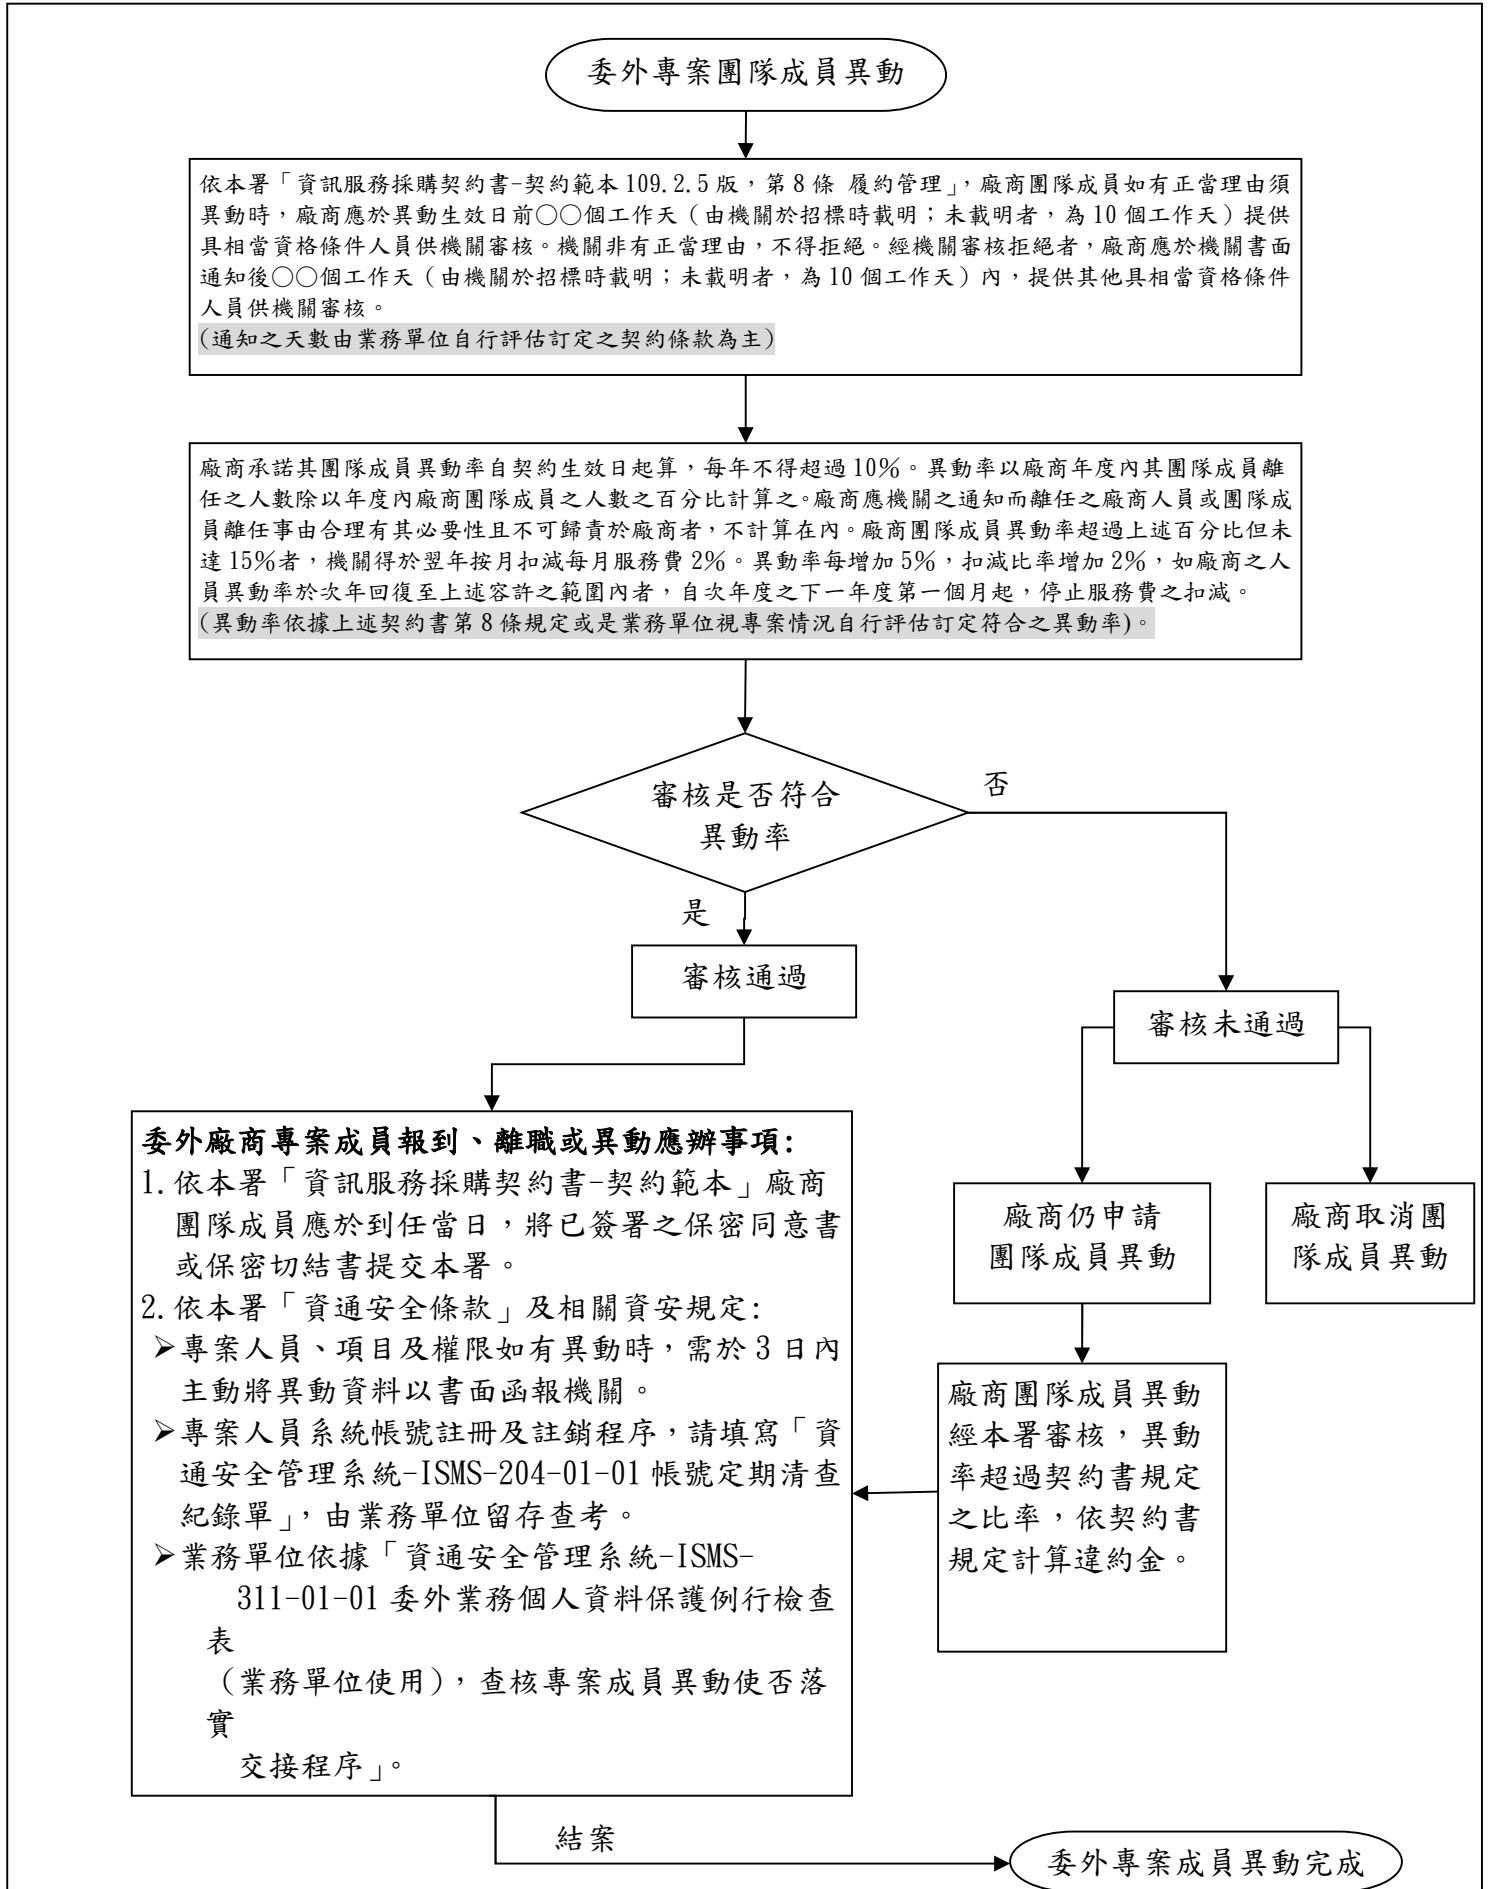 委外專案團隊成員異動
依本署「資訊服務採購契約書-契約範本 109.2.5 版，第 8 條 履約管理」，廠商團隊成員如有正當理由須
異動時，廠商應於異動生效日前○○個工作天（由機關於招標時載明；未載明者，為 10 個工作天）提供
具相當資格條件人員供機關審核。機關非有正當理由，不得拒絕。經機關審核拒絕者，廠商應於機關書面
通知後○○個工作天（由機關於招標時載明；未載明者，為 10 個工作天）內，提供其他具相當資格條件
人員供機關審核。
(通知之天數由業務單位自行評估訂定之契約條款為主)
廠商承諾其團隊成員異動率自契約生效日起算，每年不得超過 10%。異動率以廠商年度內其團隊成員離
任之人數除以年度內廠商團隊成員之人數之百分比計算之。廠商應機關之通知而離任之廠商人員或團隊成
員離任事由合理有其必要性且不可歸責於廠商者，不計算在內。廠商團隊成員異動率超過上述百分比但未
達 15%者，機關得於翌年按月扣減每月服務費 2%。異動率每增加 5%，扣減比率增加 2%，如廠商之人
員異動率於次年回復至上述容許之範圍內者，自次年度之下一年度第一個月起，停止服務費之扣減。
(異動率依據上述契約書第 8 條規定或是業務單位視專案情況自行評估訂定符合之異動率)。
審核是否符合
異動率
否
是
審核通過
審核未通過
委外廠商專案成員報到、離職或異動應辦事項:
1.依本署「資訊服務採購契約書-契約範本」廠商
團隊成員應於到任當日，將已簽署之保密同意書
或保密切結書提交本署。
2.依本署「資通安全條款」及相關資安規定:
➢專案人員、項目及權限如有異動時，需於 3 日內
主動將異動資料以書面函報機關。
➢專案人員系統帳號註冊及註銷程序，請填寫「資
通安全管理系統-ISMS-204-01-01 帳號定期清查
紀錄單」，由業務單位留存查考。
➢業務單位依據「資通安全管理系統-ISMS-
311-01-01 委外業務個人資料保護例行檢查
表
（業務單位使用），查核專案成員異動使否落
實
交接程序」。
廠商仍申請
團隊成員異動
廠商取消團
隊成員異動
廠商團隊成員異動
經本署審核，異動
率超過契約書規定
之比率，依契約書
規定計算違約金。
結案
委外專案成員異動完成